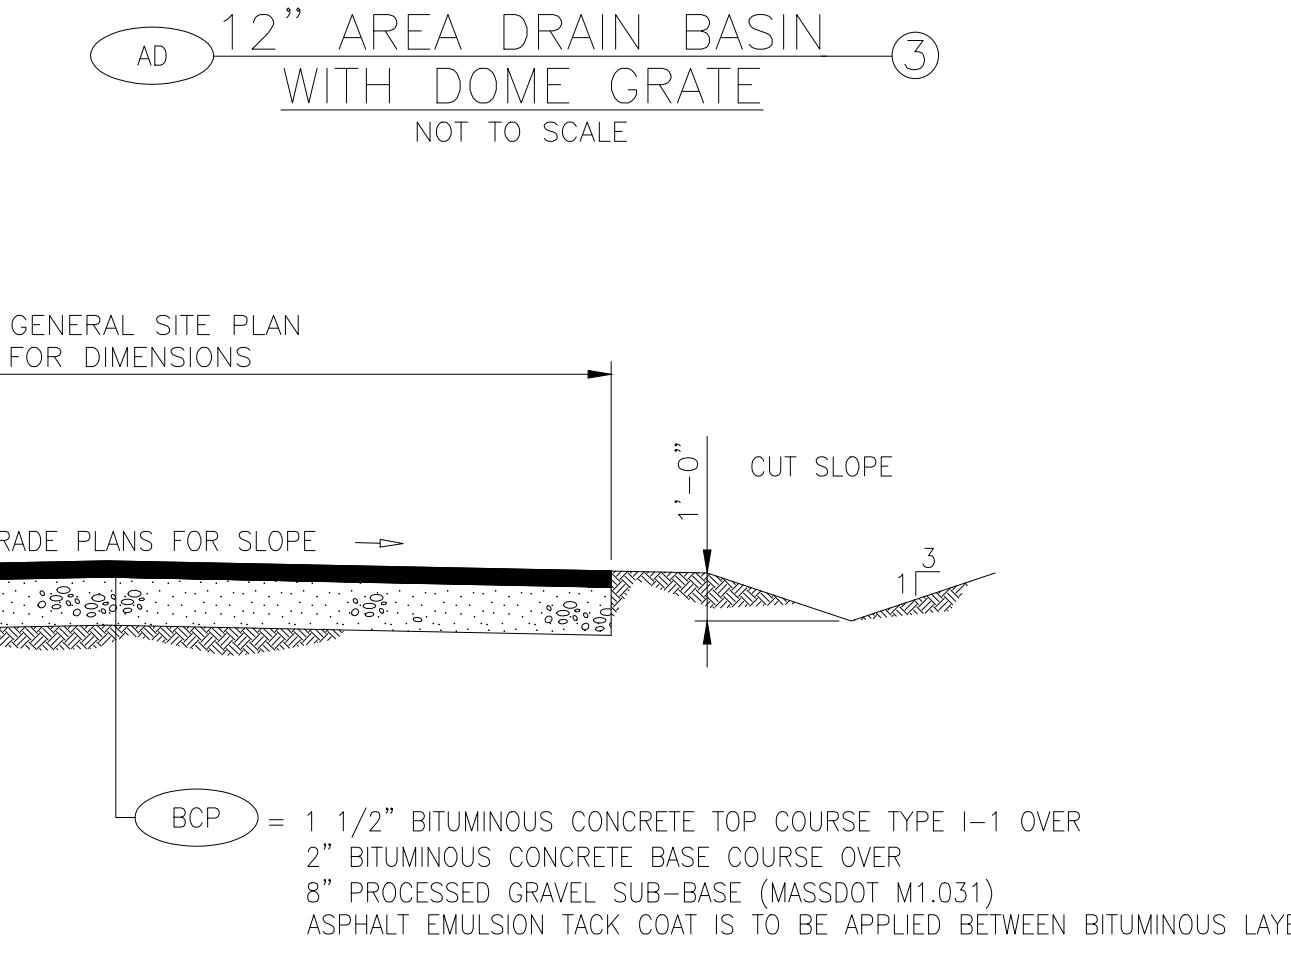 AD
12" AREA DRAIN BASIN
3
WITH DOME GRATE
NOT TO SCALE
GENERAL SITE PLAN
FOR DIMENSIONS
1'-0"
CUT SLOPE
PLANS FOR SLOPE
3
1
BCP
= 1 1/2" BITUMINOUS CONCRETE TOP COURSE TYPE I-1 OVER
2" BITUMINOUS CONCRETE BASE COURSE OVER
8" PROCESSED GRAVEL SUB-BASE (MASSDOT M1.031)
ASPHALT EMULSION TACK COAT IS TO BE APPLIED BETWEEN BITUMINOUS